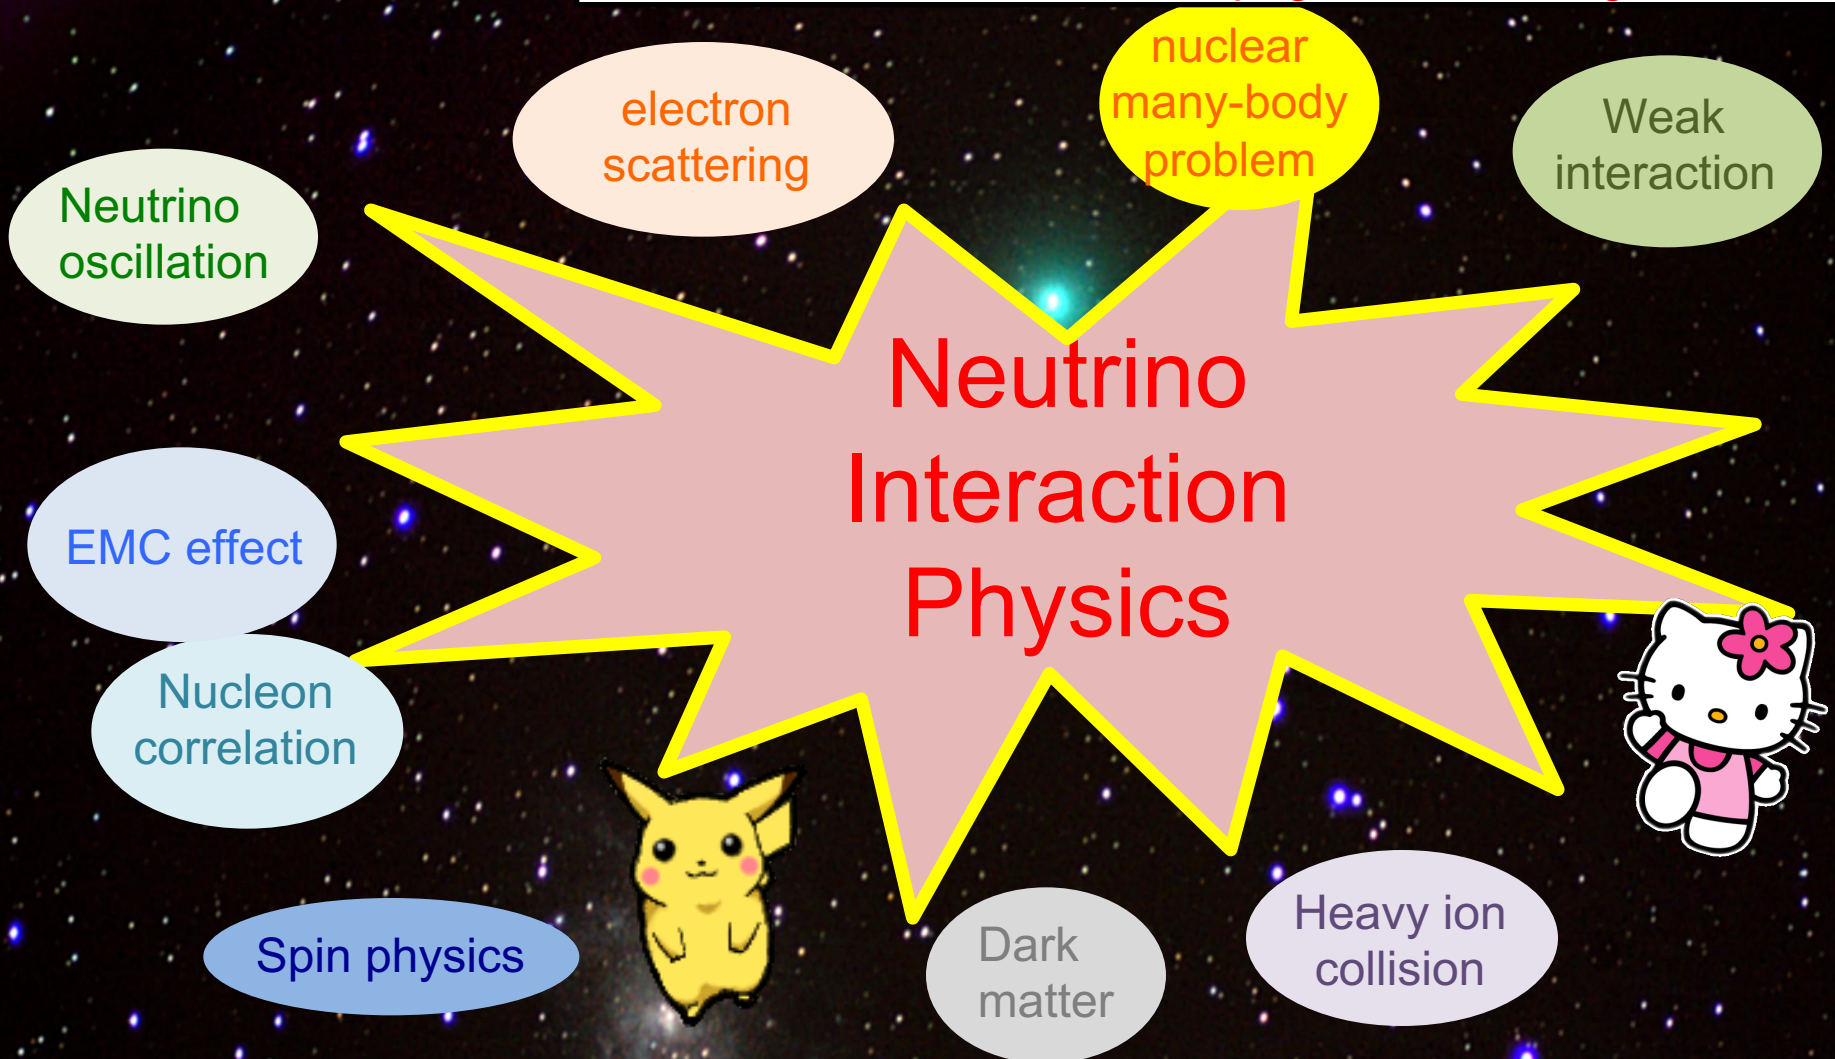 nuclear
many-body
problem
electron
scattering
Weak
interaction
Neutrino
oscillation
Neutrino
Interaction
Physics
EMC effect
Nucleon
correlation
Spin physics
Dark
matter
Heavy ion
collision